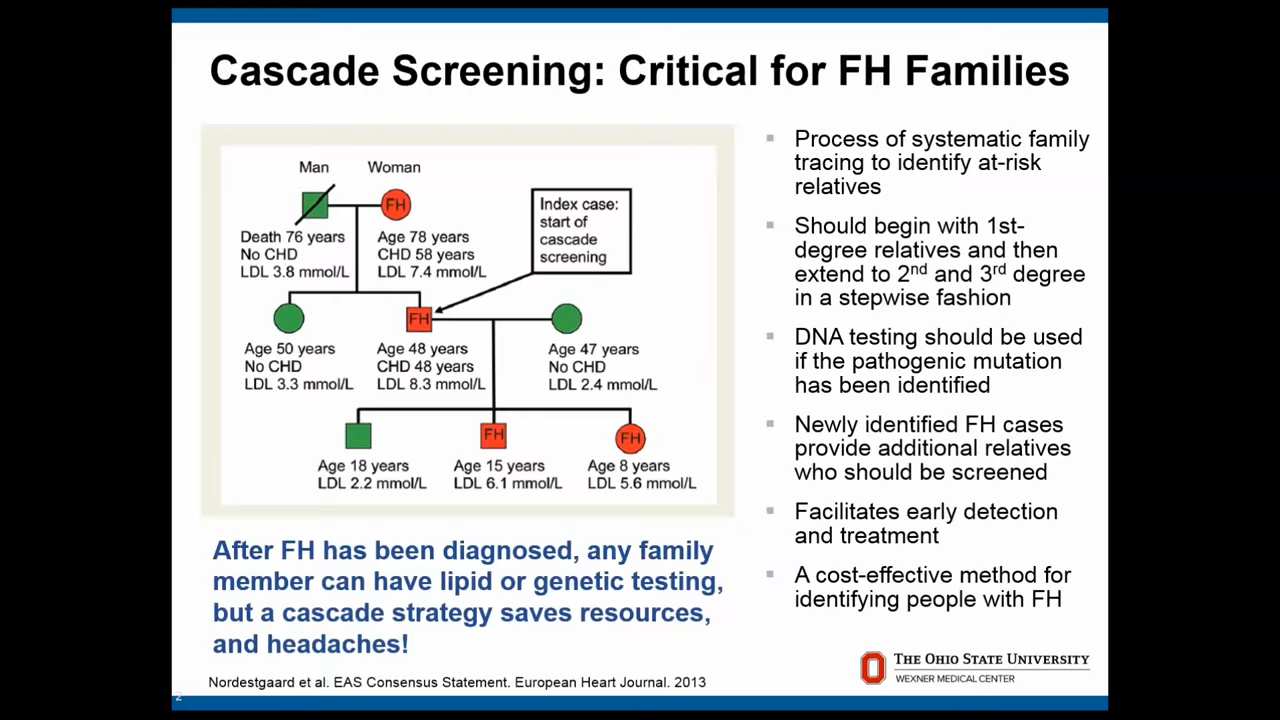 Cascade Screening: Critical for FH Families
Man
Woman
FH
Death 76 years
No CHD
LDL 3.8 mmol/L
Age 78 years
CHD 58 years
LDL 7.4 mmol/L
Index case:
start of
cascade
screening
FH
Age 50 years
No CHD
LDL 3.3 mmol/L
Age 48 years
CHD 48 years
LDL 8.3 mmol/L
Age 47 years
No CHD
LDL 2.4 mmol/L
FH
FH
Age 18 years
LDL 2.2 mmol/L
Age 15 years
LDL 6.1 mmol/L
Age 8 years
LDL 5.6 mmol/L
After FH has been diagnosed, any family
member can have lipid or genetic testing,
but a cascade strategy saves resources,
and headaches!
Nordestgaard et al. EAS Consensus Statement. European Heart Journal. 2013
2
Process of systematic family
tracing to identify at-risk
relatives
Should begin with 1st-
degree relatives and then
extend to 2nd and 3rd degree
in a stepwise fashion
DNA testing should be used
if the pathogenic mutation
has been identified
Newly identified FH cases
provide additional relatives
who should be screened
Facilitates early detection
and treatment
A cost-effective method for
identifying people with FH
THE OHIO STATE UNIVERSITY
WEXNER MEDICAL CENTER